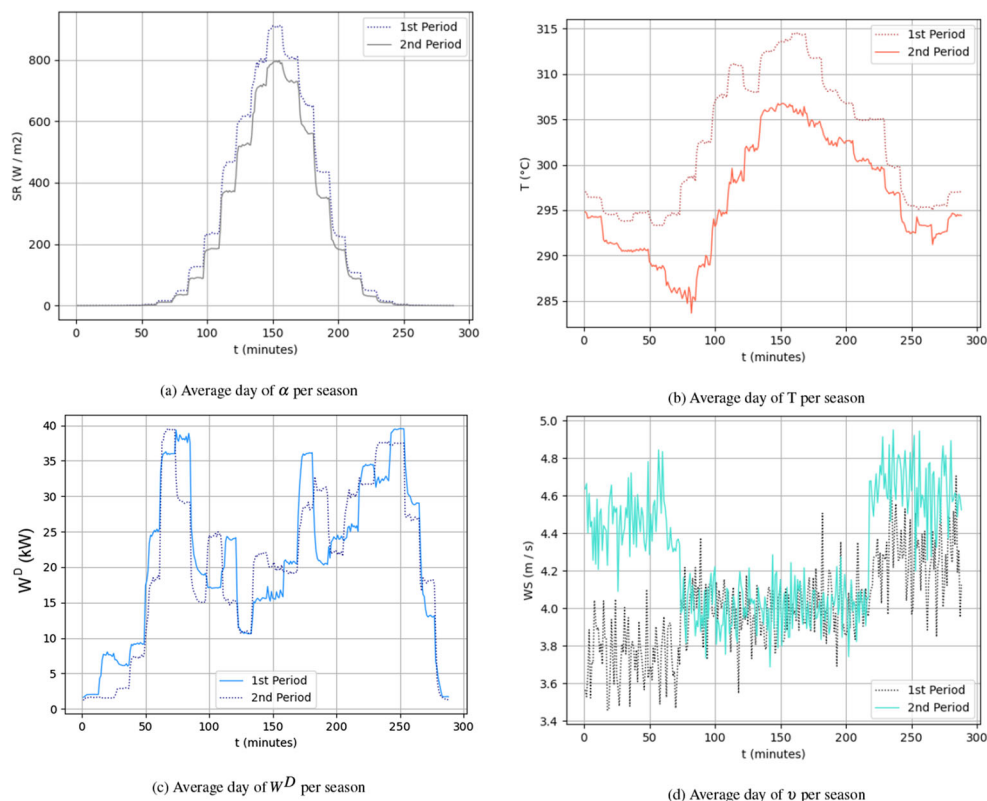 1st Period
2nd Period
800
600
400
200
0
SR (W / m2)
0 50 100 150 200 250 300
t (minutes)
(a) Average day of α per season
1st Period
2nd Period
315
310
305
300
295
290
285
T (°C)
0 50 100 150 200 250 300
t (minutes)
(b) Average day of T per season
40
35
30
25
20
15
10
5
0
W^D (kW)
1st Period
2nd Period
0 50 100 150 200 250 300
t (minutes)
(c) Average day of W^D per season
5.0
4.8
4.6
4.4
4.2
4.0
3.8
3.6
3.4
WS (m / s)
1st Period
2nd Period
0 50 100 150 200 250 300
t (minutes)
(d) Average day of υ per season